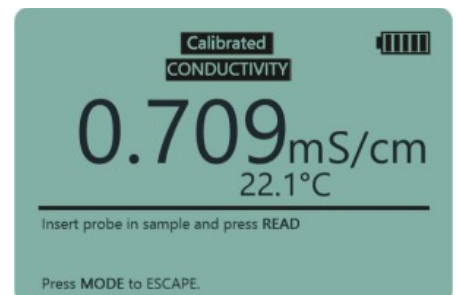 Calibrated
CONDUCTIVITY
0.709mS/cm
22.1°C
Insert probe in sample and press READ
Press MODE to ESCAPE.